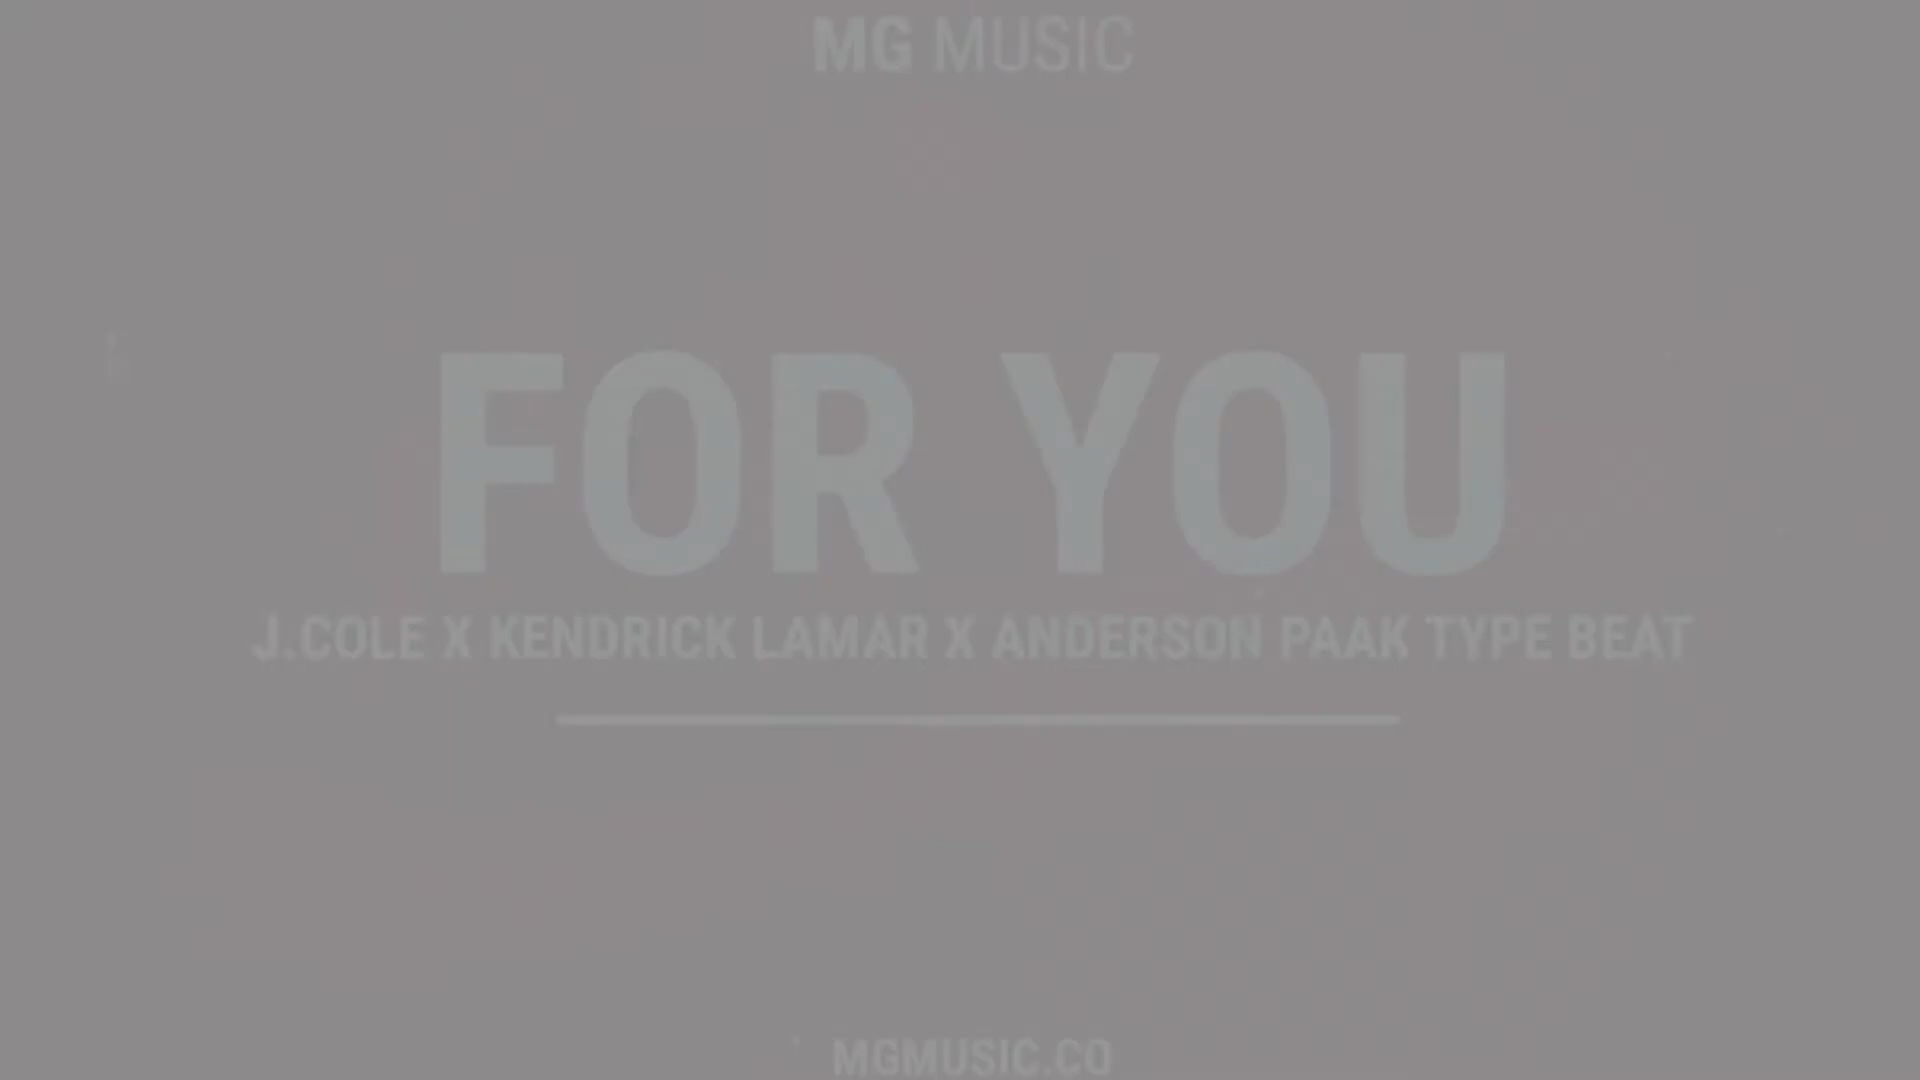 MG MUSIC
FOR YOU
J.COLE X KENDRICK LAMAR X ANDERSON PAAK TYPE BEAT
MGMUSIC.CO